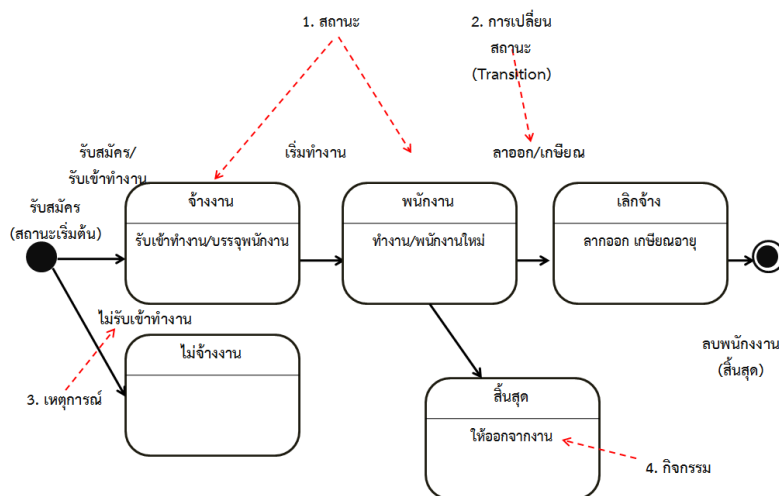 1. สถานะ
2. การเปลี่ยน
สถานะ
(Transition)
รับสมัคร/
รับเข้าทำงาน
เริ่มทำงาน
ลาออก/เกษียณ
รับสมัคร
(สถานะเริ่มต้น)
จ้างงาน
รับเข้าทำงาน/บรรจุพนักงาน
พนักงาน
ทำงาน/พนักงานใหม่
เลิกจ้าง
ลากออก เกษียณอายุ
ไม่รับเข้าทำงาน
ไม่จ้างงาน
ลบพนักงงาน
(สิ้นสุด)
3. เหตุการณ์
สิ้นสุด
ให้ออกจากงาน
4. กิจกรรม